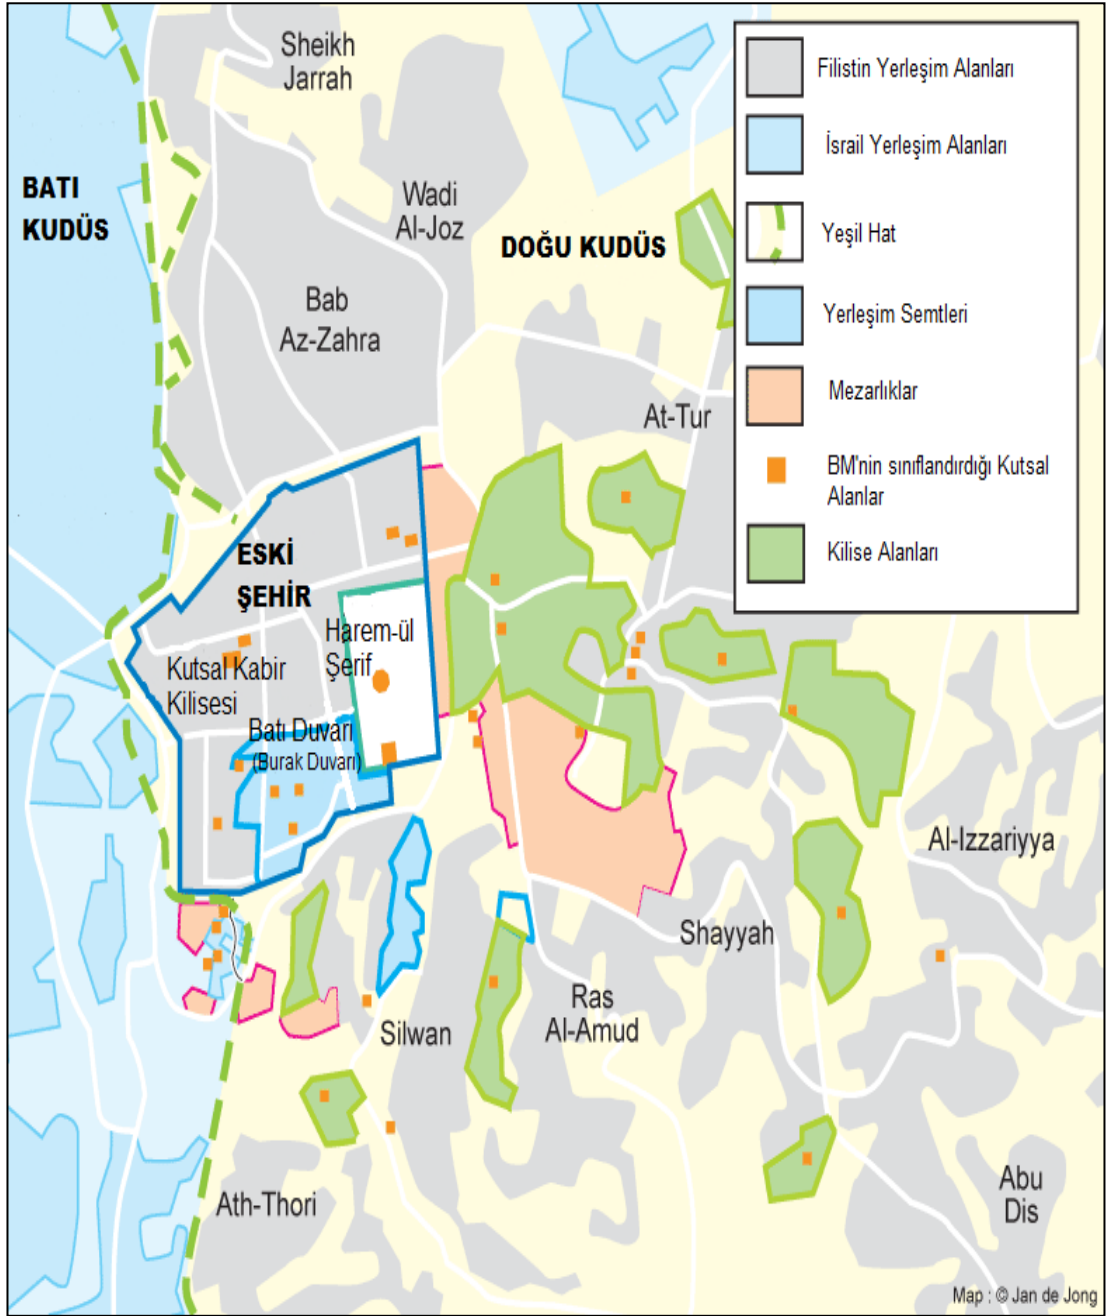 Sheikh
Jarrah
BATI
KUDÜS
Wadi
Al-Joz
DOĞU KUDÜS
Bab
Az-Zahra
At-Tur
ESKİ
ŞEHİR
Harem-ül
Şerif
Kutsal Kabir
Kilisesi
Batı Duvarı
(Burak Duvarı)
Al-Izzariyya
Shayyah
Ras
Al-Amud
Silwan
Ath-Thori
Abu
Dis
Filistin Yerleşim Alanları
İsrail Yerleşim Alanları
Yeşil Hat
Yerleşim Semtleri
Mezarlıklar
BM'nin sınıflandırdığı Kutsal
Alanlar
Kilise Alanları
Map : © Jan de Jong